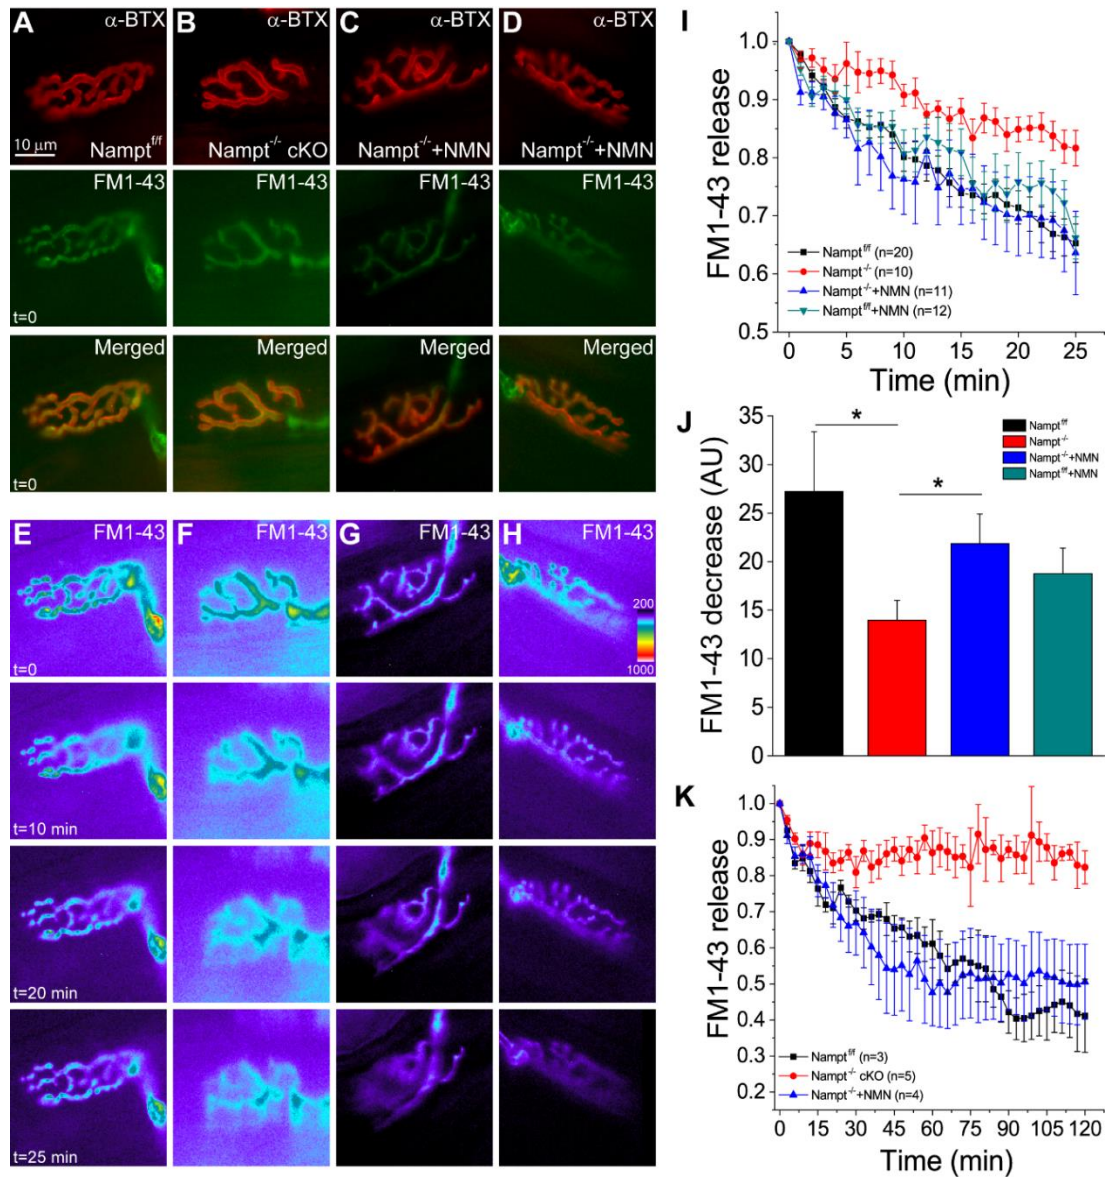 A α-BTX
Nampt^f/f
10 μm
B α-BTX
Nampt^-/- cKO
C α-BTX
Nampt^-/-+NMN
D α-BTX
Nampt^-/-+NMN
FM1-43
t=0
FM1-43
FM1-43
FM1-43
Merged
t=0
Merged
Merged
Merged
E FM1-43
t=0
F FM1-43
G FM1-43
H FM1-43
200
1000
t=10 min
t=20 min
t=25 min
I
FM1-43 release
1.0
0.9
0.8
0.7
0.6
0.5
Nampt^f/f (n=20)
Nampt^-/- (n=10)
Nampt^-/-+NMN (n=11)
Nampt^f/f+NMN (n=12)
0 5 10 15 20 25
Time (min)
J
FM1-43 decrease (AU)
35
30
25
20
15
10
5
0
*
*
Nampt^f/f
Nampt^-/-
Nampt^-/-+NMN
Nampt^f/f+NMN
K
FM1-43 release
1.0
0.9
0.8
0.7
0.6
0.5
0.4
0.3
0.2
Nampt^f/f (n=3)
Nampt^-/- cKO (n=5)
Nampt^-/-+NMN (n=4)
0 15 30 45 60 75 90 105 120
Time (min)